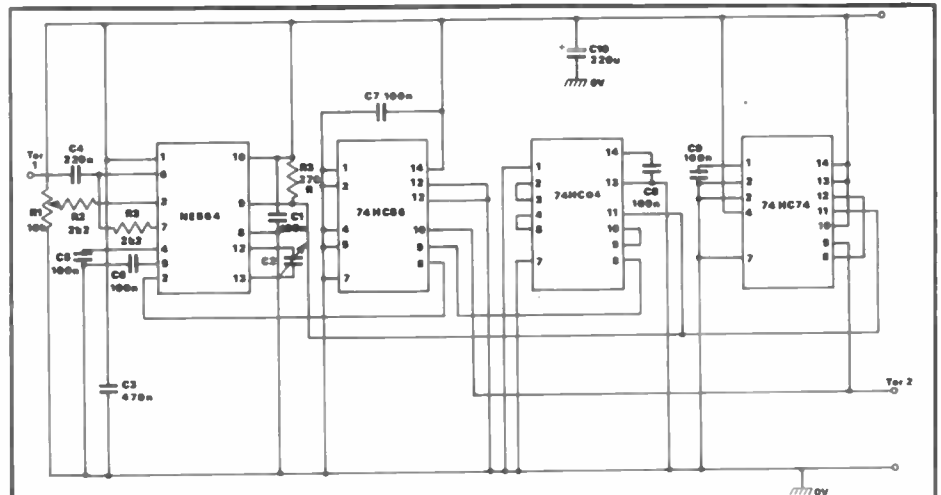 C10
220u
0V
C7 100n
C4
220n
Tor
1
R1
10k
R2
2k2
R3
2k2
C5
100n
C6
100n
C3
470n
1
6
2
7
4
5
2
NE564
10
9
8
12
13
R3
270
R
C1
C2
1
2
4
5
7
74HC86
14
13
12
10
9
8
1
2
3
4
5
7
74HC04
14
13
11
10
9
8
C8
100n
C9
100n
1
2
4
7
74HC74
14
13
12
11
10
9
8
Tor 2
0V